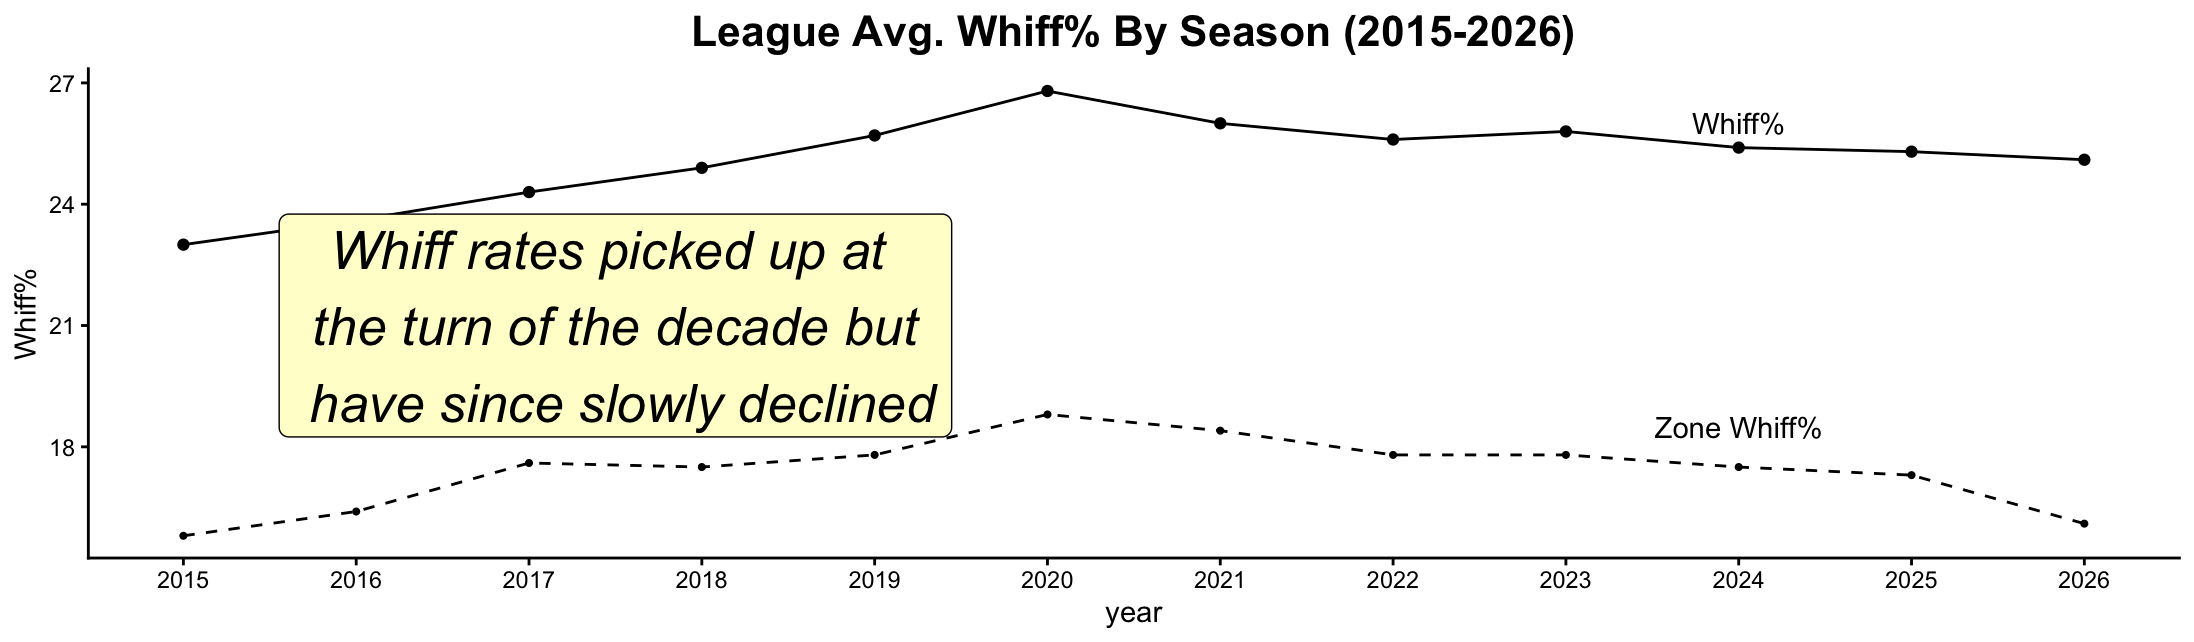 League Avg. Whiff% By Season (2015-2026)
27
24
21
18
Whiff%
Whiff%
Zone Whiff%
Whiff rates picked up at
the turn of the decade but
have since slowly declined
2015 2016 2017 2018 2019 2020 2021 2022 2023 2024 2025 2026
year